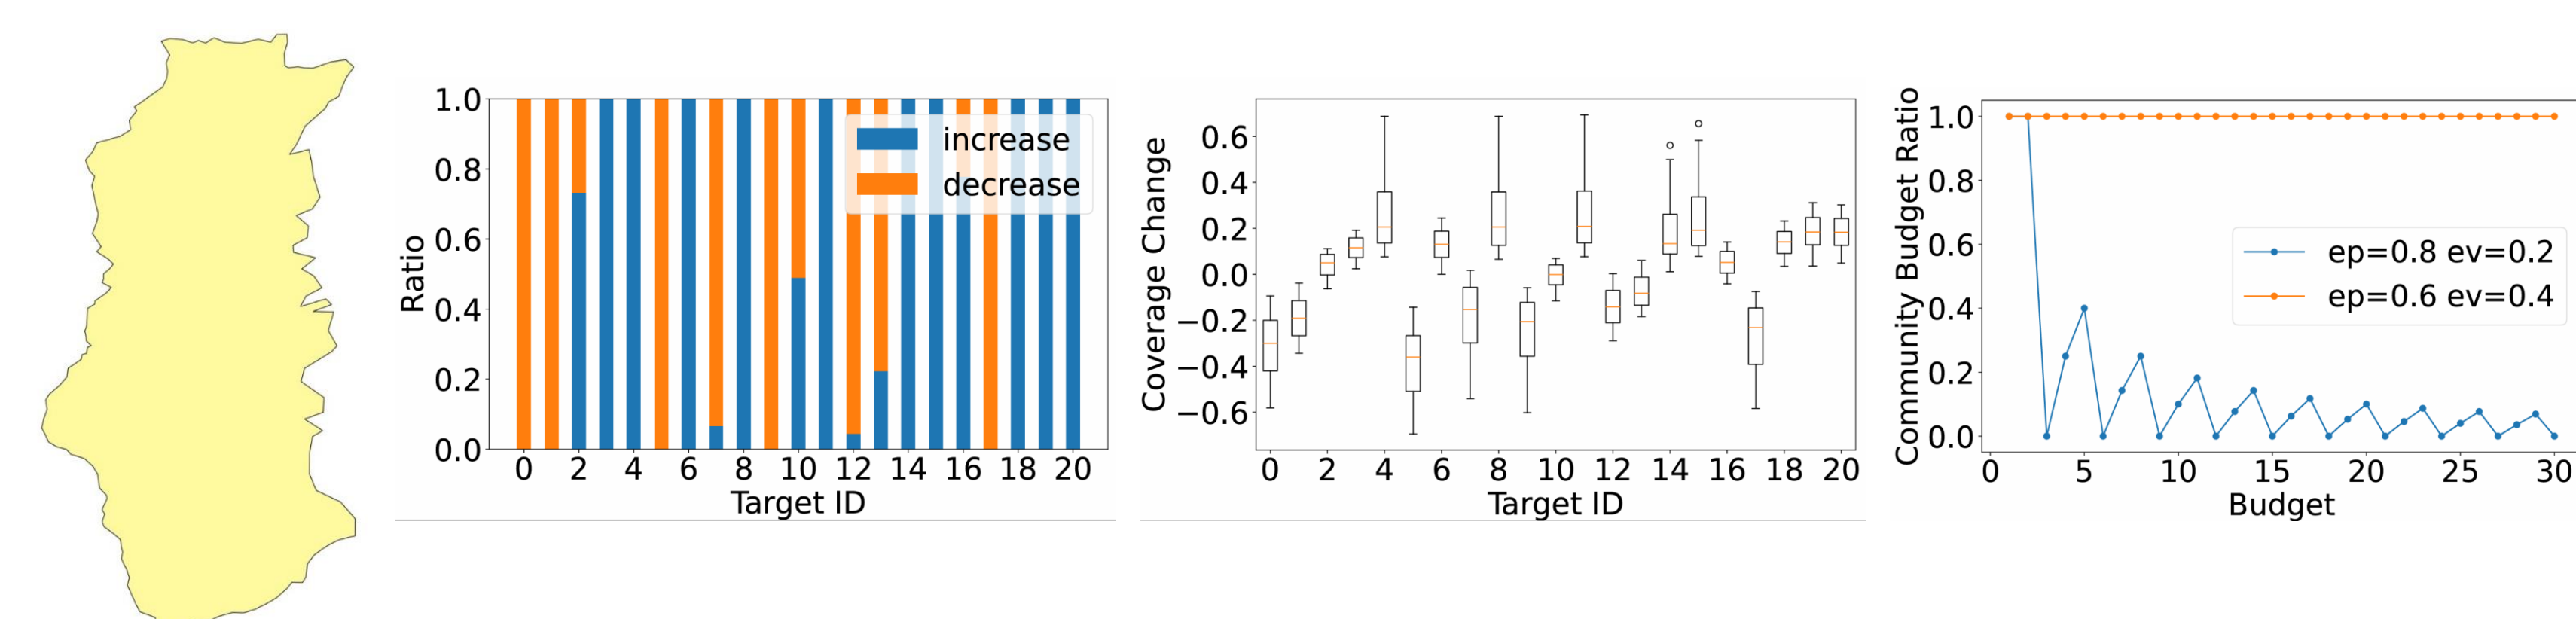 1.0
0.8
0.6
0.4
0.2
0.0
Ratio
increase
decrease
0 2 4 6 8 10 12 14 16 18 20
Target ID
0.6
0.4
0.2
0.0
−0.2
−0.4
−0.6
Coverage Change
0 2 4 6 8 10 12 14 16 18 20
Target ID
1.0
0.8
0.6
0.4
0.2
0.0
Community Budget Ratio
ep=0.8 ev=0.2
ep=0.6 ev=0.4
0 5 10 15 20 25 30
Budget